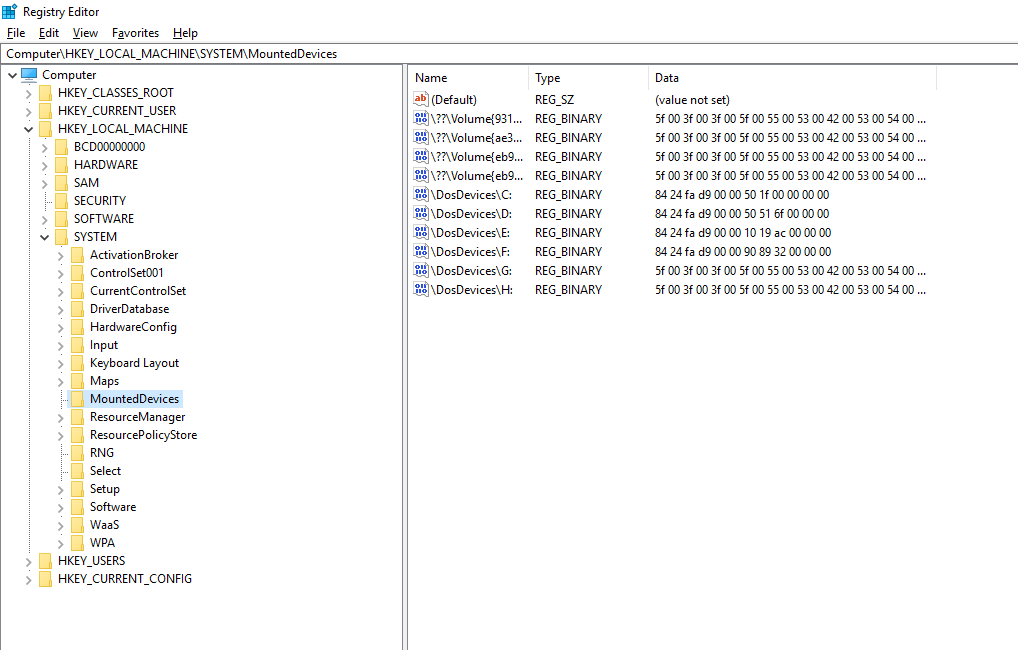 Registry Editor
File Edit View Favorites Help
Computer\HKEY_LOCAL_MACHINE\SYSTEM\MountedDevices
Computer
HKEY_CLASSES_ROOT
HKEY_CURRENT_USER
HKEY_LOCAL_MACHINE
BCD00000000
HARDWARE
SAM
SECURITY
SOFTWARE
SYSTEM
ActivationBroker
ControlSet001
CurrentControlSet
DriverDatabase
HardwareConfig
Input
Keyboard Layout
Maps
MountedDevices
ResourceManager
ResourcePolicyStore
RNG
Select
Setup
Software
WaaS
WPA
HKEY_USERS
HKEY_CURRENT_CONFIG
Name Type Data
(Default) REG_SZ (value not set)
\??\Volume{931... REG_BINARY 5f 00 3f 00 3f 00 5f 00 55 00 53 00 42 00 53 00 54 00 ...
\??\Volume{ae3... REG_BINARY 5f 00 3f 00 3f 00 5f 00 55 00 53 00 42 00 53 00 54 00 ...
\??\Volume{eb9... REG_BINARY 5f 00 3f 00 3f 00 5f 00 55 00 53 00 42 00 53 00 54 00 ...
\??\Volume{eb9... REG_BINARY 5f 00 3f 00 3f 00 5f 00 55 00 53 00 42 00 53 00 54 00 ...
\DosDevices\C: REG_BINARY 84 24 fa d9 00 00 50 1f 00 00 00 00
\DosDevices\D: REG_BINARY 84 24 fa d9 00 00 50 51 6f 00 00 00
\DosDevices\E: REG_BINARY 84 24 fa d9 00 00 10 19 ac 00 00 00
\DosDevices\F: REG_BINARY 84 24 fa d9 00 00 90 89 32 00 00 00
\DosDevices\G: REG_BINARY 5f 00 3f 00 3f 00 5f 00 55 00 53 00 42 00 53 00 54 00 ...
\DosDevices\H: REG_BINARY 5f 00 3f 00 3f 00 5f 00 55 00 53 00 42 00 53 00 54 00 ...